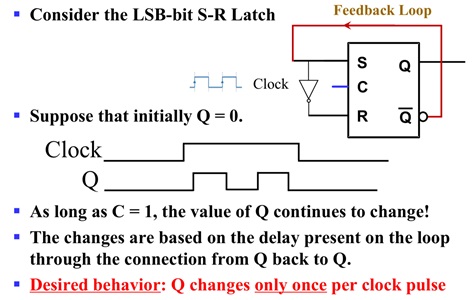 ▪ Consider the LSB-bit S-R Latch
Feedback Loop
S Q
Clock C
R Q
▪ Suppose that initially Q = 0.
Clock
Q
▪ As long as C = 1, the value of Q continues to change!
▪ The changes are based on the delay present on the loop
through the connection from Q back to Q.
▪ Desired behavior: Q changes only once per clock pulse